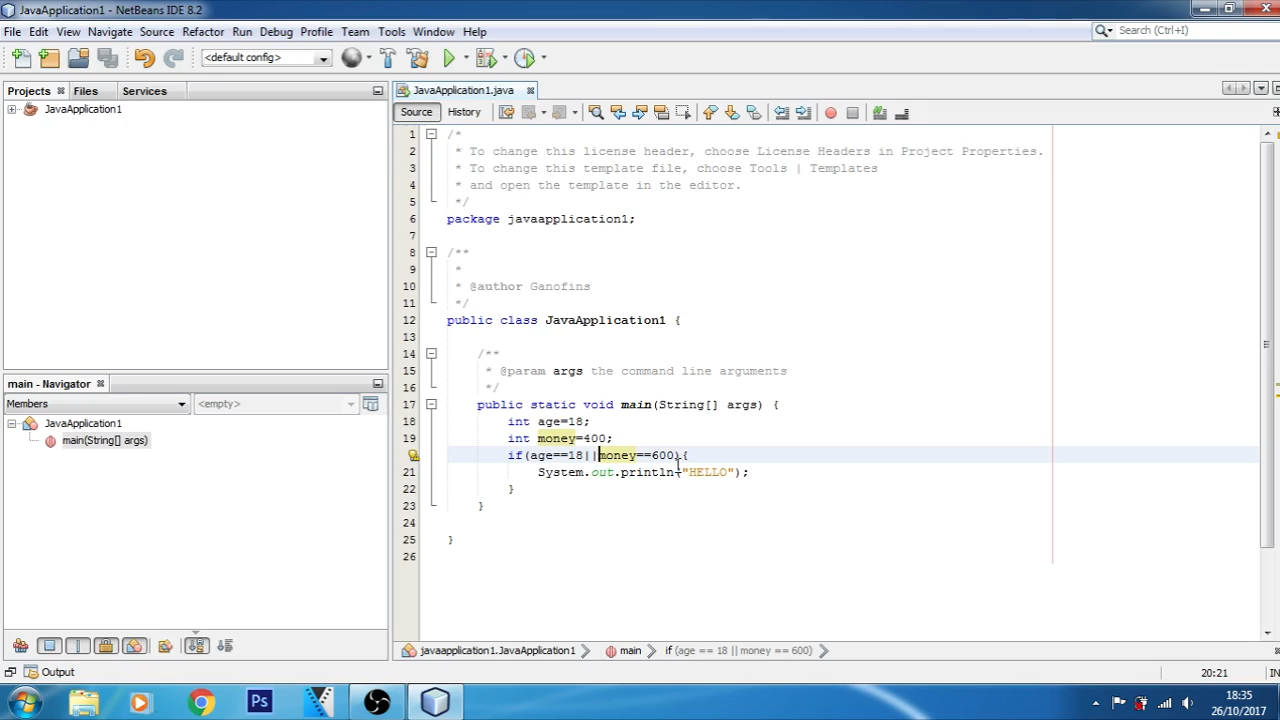 JavaApplication1 - NetBeans IDE 8.2
File Edit View Navigate Source Refactor Run Debug Profile Team Tools Window Help
Search (Ctrl+I)
<default config>
Projects Files Services
JavaApplication1.java
JavaApplication1
Source History
1 /*
2 * To change this license header, choose License Headers in Project Properties.
3 * To change this template file, choose Tools | Templates
4 * and open the template in the editor.
5 */
6 package javaapplication1;
7
8 /**
9 *
10 * @author Ganofins
11 */
12 public class JavaApplication1 {
13
14 /**
15 * @param args the command line arguments
16 */
17 public static void main(String[] args) {
18 int age=18;
19 int money=400;
if(age==18||money==600){
21 System.out.println("HELLO");
22 }
23 }
24
25 }
26
main - Navigator
Members
<empty>
JavaApplication1
main(String[] args)
javaapplication1.JavaApplication1 main if (age == 18 || money == 600)
Output
20:21
Ps
18:35
26/10/2017